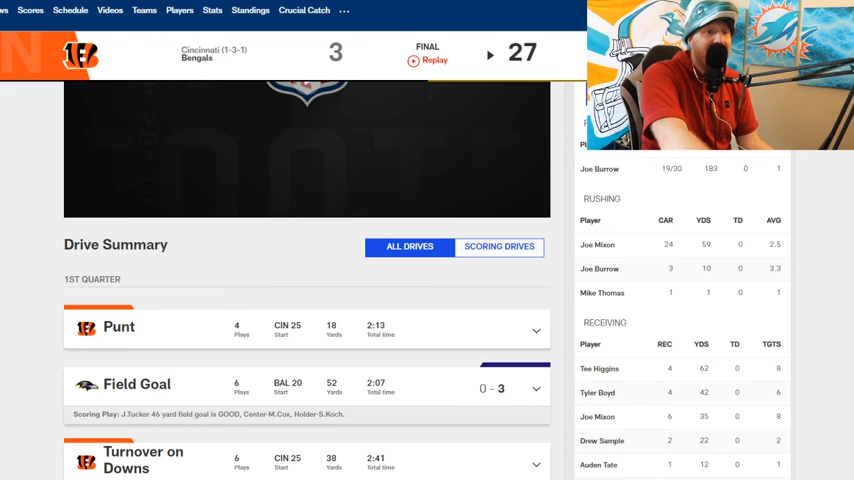 ws Scores Schedule Videos Teams Players Stats Standings Crucial Catch ...
Cincinnati (1-3-1)
Bengals
3
FINAL
Replay
27
Drive Summary
ALL DRIVES
SCORING DRIVES
1ST QUARTER
Punt
4 CIN 25 18 2:13
Plays Start Yards Total time
Field Goal
6 BAL 20 52 2:07
Plays Start Yards Total time
0 - 3
Scoring Play: J.Tucker 46 yard field goal is GOOD, Center-M.Cox, Holder-S.Koch.
Turnover on
Downs
6 CIN 25 38 2:41
Plays Start Yards Total time
Joe Burrow 19/30 183 0 1
RUSHING
Player CAR YDS TD AVG
Joe Mixon 24 59 0 2.5
Joe Burrow 3 10 0 3.3
Mike Thomas 1 1 0 1
RECEIVING
Player REC YDS TD TGTS
Tee Higgins 4 62 0 8
Tyler Boyd 4 42 0 6
Joe Mixon 6 35 0 8
Drew Sample 2 22 0 2
Auden Tate 1 12 0 1